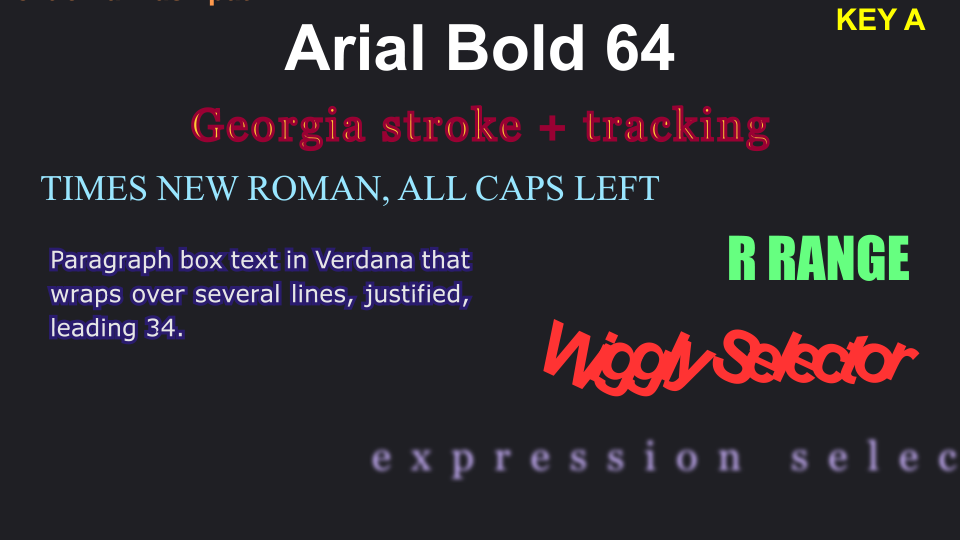 Arial Bold 64
KEY A
Georgia stroke + tracking
TIMES NEW ROMAN, ALL CAPS LEFT
R RANGE
Paragraph box text in Verdana that
wraps over several lines, justified,
leading 34.
Wiggly Selector
expression selec